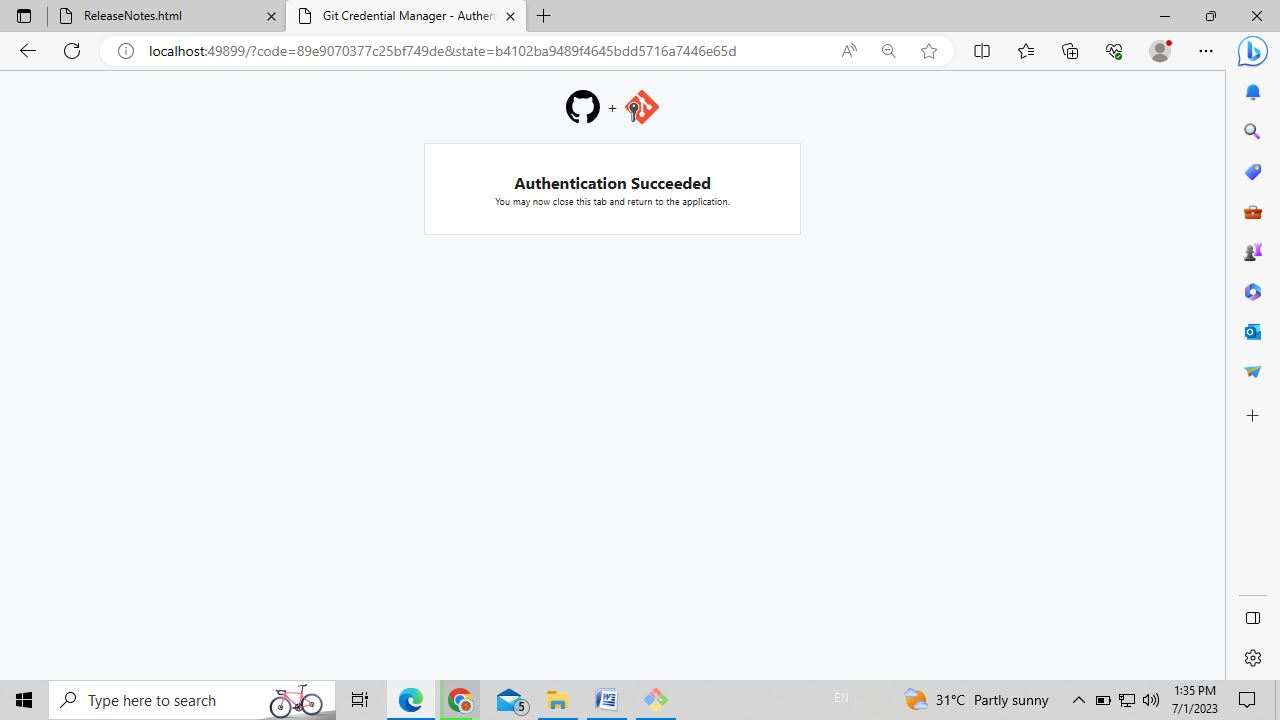 ReleaseNotes.html
Git Credential Manager - Authen
localhost:49899/?code=89e9070377c25bf749de&state=b4102ba9489f4645bdd5716a7446e65d
+
Authentication Succeeded
You may now close this tab and return to the application.
Type here to search
5
EN
31°C Partly sunny
1:35 PM
7/1/2023